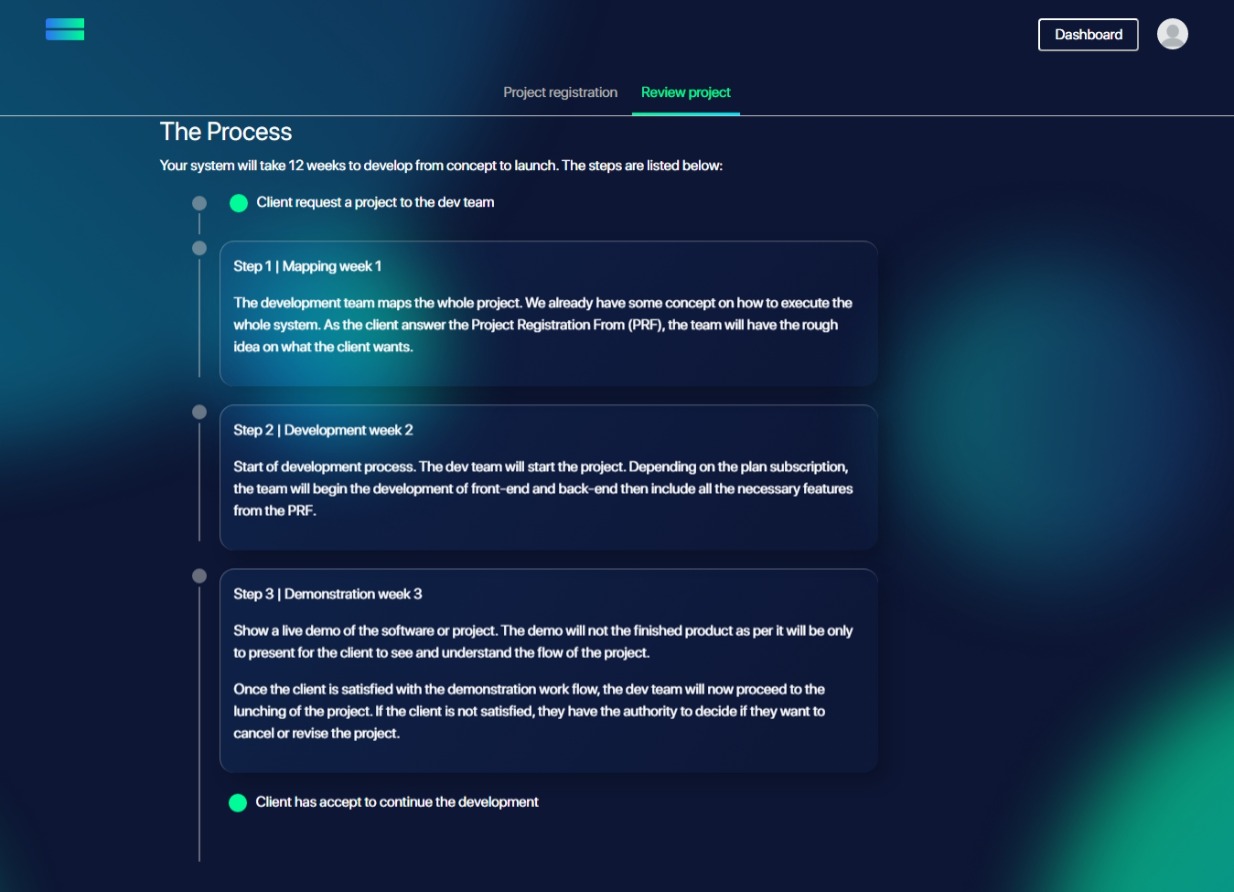 Dashboard
Project registration
Review project
The Process
Your system will take 12 weeks to develop from concept to launch. The steps are listed below:
Client request a project to the dev team
Step 1 | Mapping week 1
The development team maps the whole project. We already have some concept on how to execute the
whole system. As the client answer the Project Registration From (PRF), the team will have the rough
idea on what the client wants.
Step 2 | Development week 2
Start of development process. The dev team will start the project. Depending on the plan subscription,
the team will begin the development of front-end and back-end then include all the necessary features
from the PRF.
Step 3 | Demonstration week 3
Show a live demo of the software or project. The demo will not the finished product as per it will be only
to present for the client to see and understand the flow of the project.
Once the client is satisfied with the demonstration work flow, the dev team will now proceed to the
lunching of the project. If the client is not satisfied, they have the authority to decide if they want to
cancel or revise the project.
Client has accept to continue the development